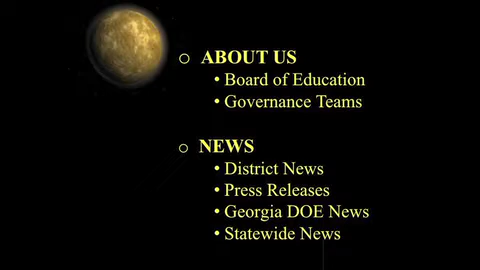 o ABOUT US
• Board of Education
• Governance Teams
o NEWS
• District News
• Press Releases
• Georgia DOE News
• Statewide News